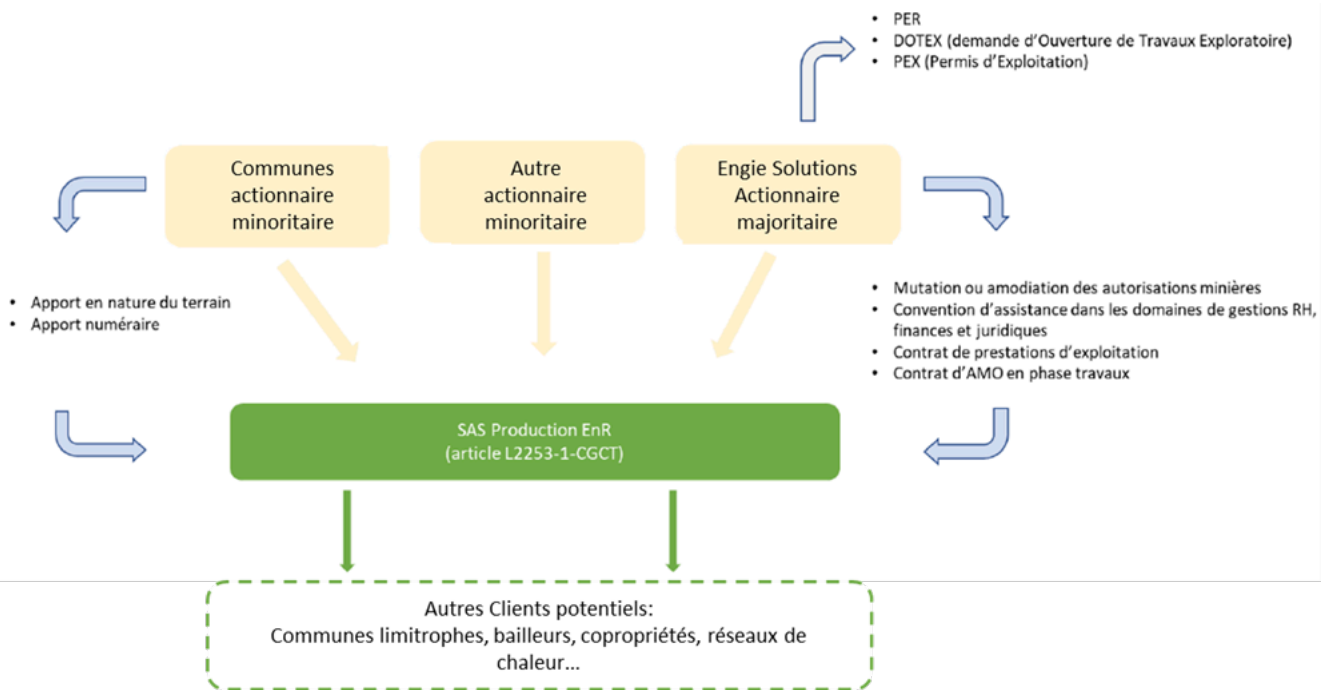 • PER
• DOTEX (demande d'Ouverture de Travaux Exploratoire)
• PEX (Permis d'Exploitation)
Communes
actionnaire
minoritaire
Autre
actionnaire
minoritaire
Engie Solutions
Actionnaire
majoritaire
• Apport en nature du terrain
• Apport numéraire
• Mutation ou amodiation des autorisations minières
• Convention d'assistance dans les domaines de gestions RH,
finances et juridiques
• Contrat de prestations d'exploitation
• Contrat d'AMO en phase travaux
SAS Production EnR
(article L2253-1-CGCT)
Autres Clients potentiels:
Communes limitrophes, bailleurs, copropriétés, réseaux de
chaleur...